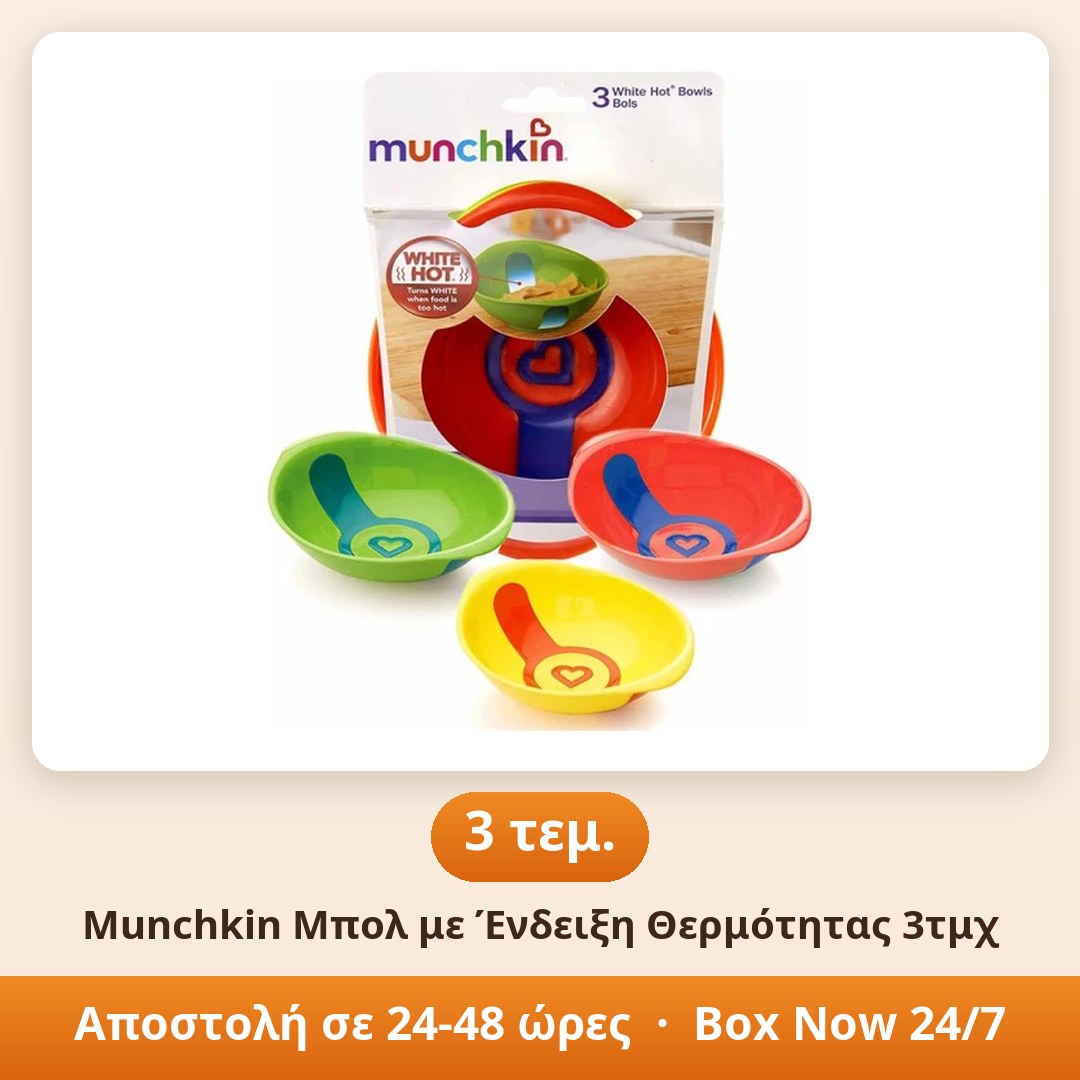 3 White Hot® Bowls
Bols
munchkin
WHITE
HOT
Turns WHITE
when food is
too hot
3 τεμ.
Munchkin Μπολ με Ένδειξη Θερμότητας 3τμχ
Αποστολή σε 24-48 ώρες · Box Now 24/7